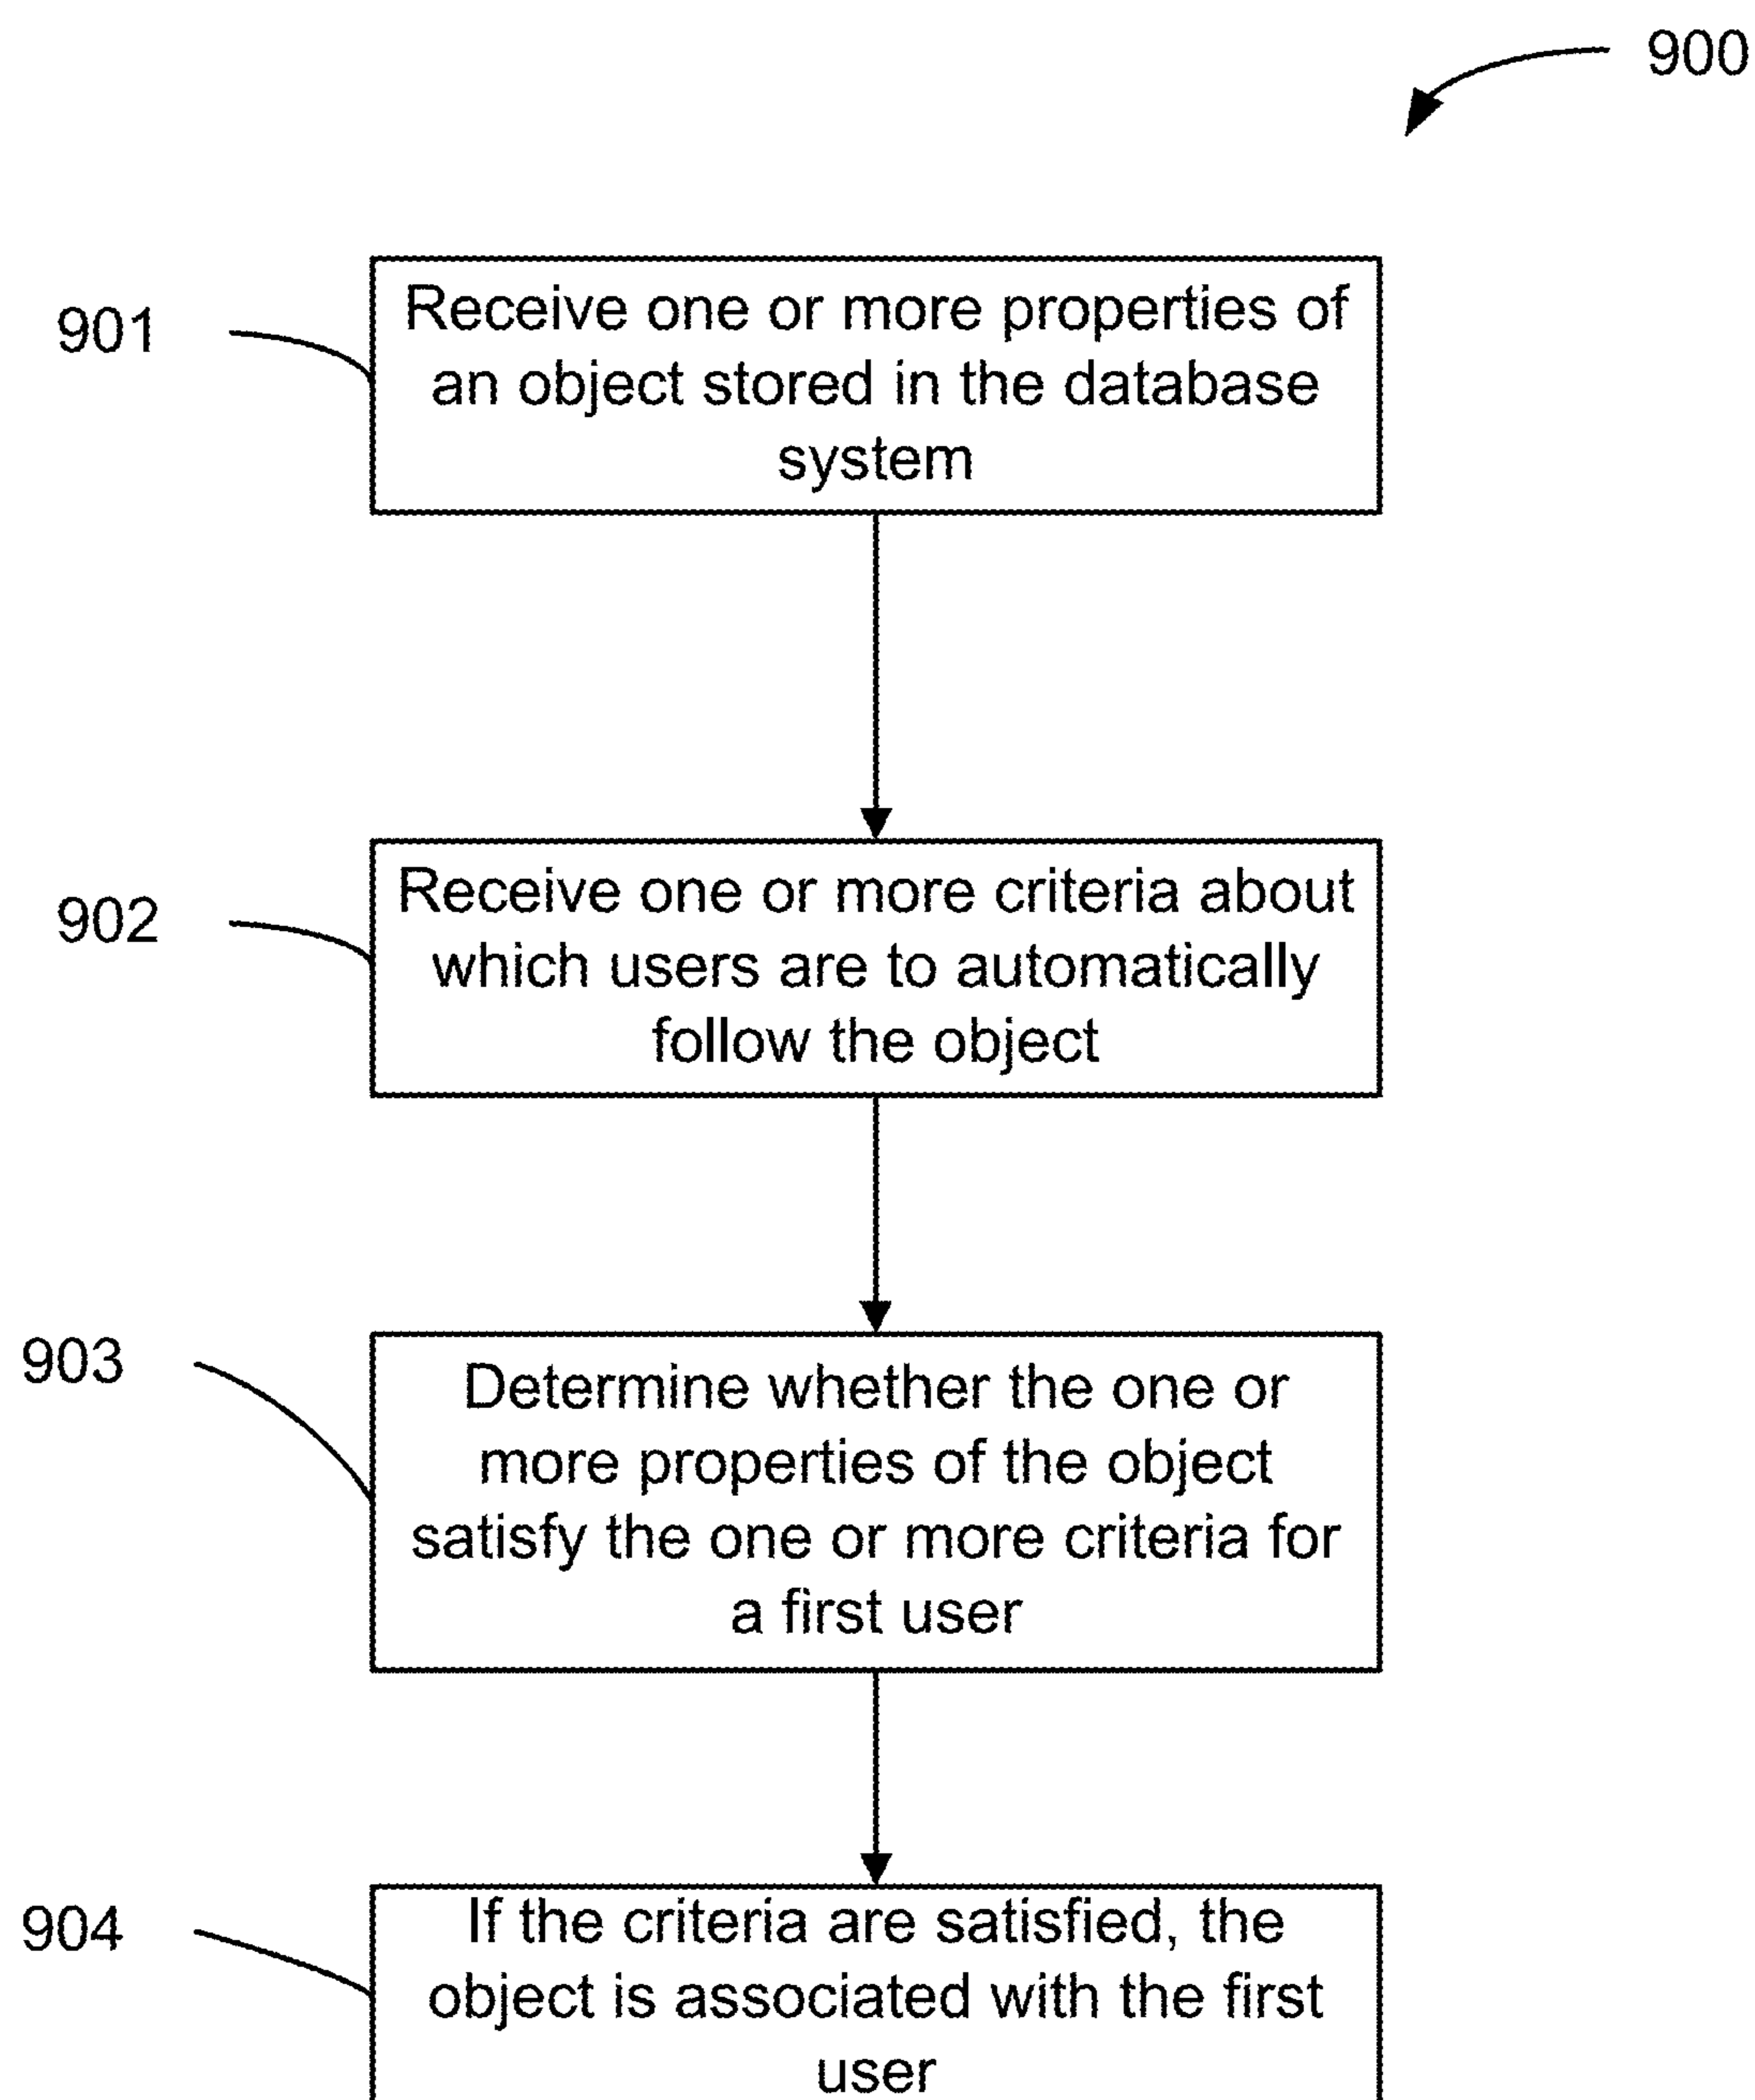 900
901
Receive one or more properties of
an object stored in the database
system
902
Receive one or more criteria about
which users are to automatically
follow the object
903
Determine whether the one or
more properties of the object
satisfy the one or more criteria for
a first user
904
If the criteria are satisfied, the
object is associated with the first
user